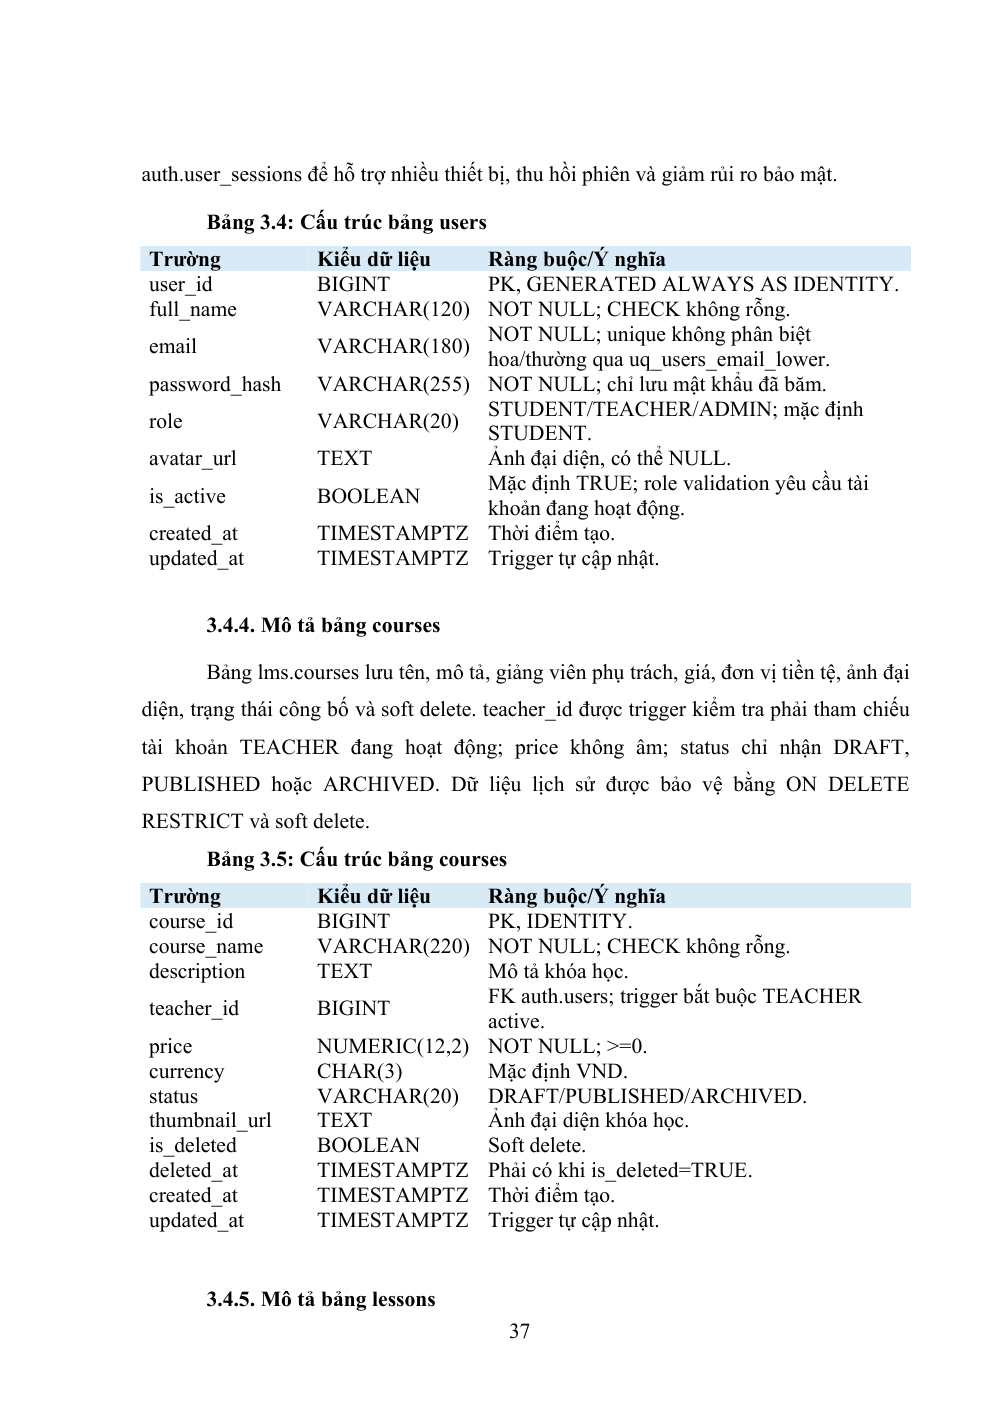 auth.user_sessions để hỗ trợ nhiều thiết bị, thu hồi phiên và giảm rủi ro bảo mật.
Bảng 3.4: Cấu trúc bảng users
Trường Kiểu dữ liệu Ràng buộc/Ý nghĩa
user_id BIGINT PK, GENERATED ALWAYS AS IDENTITY.
full_name VARCHAR(120) NOT NULL; CHECK không rỗng.
email VARCHAR(180) NOT NULL; unique không phân biệt
hoa/thường qua uq_users_email_lower.
password_hash VARCHAR(255) NOT NULL; chỉ lưu mật khẩu đã băm.
role VARCHAR(20) STUDENT/TEACHER/ADMIN; mặc định
STUDENT.
avatar_url TEXT Ảnh đại diện, có thể NULL.
is_active BOOLEAN Mặc định TRUE; role validation yêu cầu tài
khoản đang hoạt động.
created_at TIMESTAMPTZ Thời điểm tạo.
updated_at TIMESTAMPTZ Trigger tự cập nhật.
3.4.4. Mô tả bảng courses
Bảng lms.courses lưu tên, mô tả, giảng viên phụ trách, giá, đơn vị tiền tệ, ảnh đại
diện, trạng thái công bố và soft delete. teacher_id được trigger kiểm tra phải tham chiếu
tài khoản TEACHER đang hoạt động; price không âm; status chỉ nhận DRAFT,
PUBLISHED hoặc ARCHIVED. Dữ liệu lịch sử được bảo vệ bằng ON DELETE
RESTRICT và soft delete.
Bảng 3.5: Cấu trúc bảng courses
Trường Kiểu dữ liệu Ràng buộc/Ý nghĩa
course_id BIGINT PK, IDENTITY.
course_name VARCHAR(220) NOT NULL; CHECK không rỗng.
description TEXT Mô tả khóa học.
teacher_id BIGINT FK auth.users; trigger bắt buộc TEACHER
active.
price NUMERIC(12,2) NOT NULL; >=0.
currency CHAR(3) Mặc định VND.
status VARCHAR(20) DRAFT/PUBLISHED/ARCHIVED.
thumbnail_url TEXT Ảnh đại diện khóa học.
is_deleted BOOLEAN Soft delete.
deleted_at TIMESTAMPTZ Phải có khi is_deleted=TRUE.
created_at TIMESTAMPTZ Thời điểm tạo.
updated_at TIMESTAMPTZ Trigger tự cập nhật.
3.4.5. Mô tả bảng lessons
37